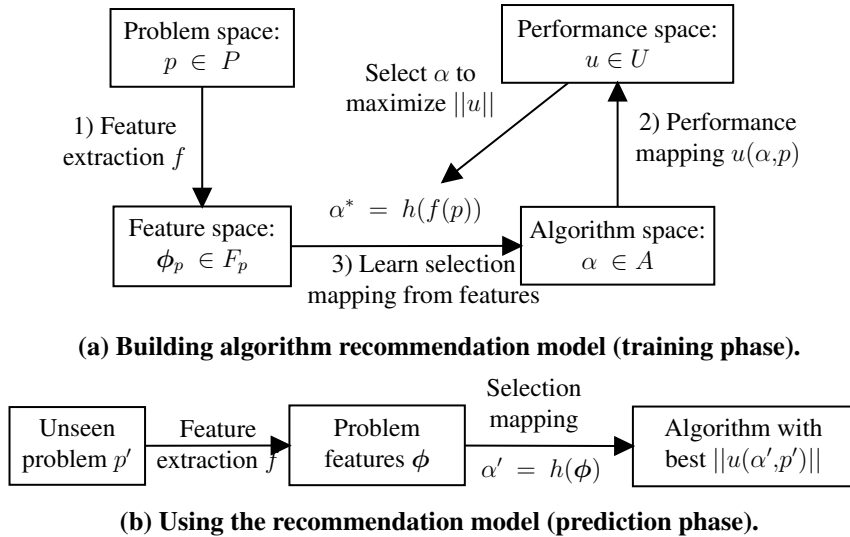 Problem space:
p ∈ P
Performance space:
u ∈ U
Select α to
maximize ||u||
1) Feature
extraction f
2) Performance
mapping u(α,p)
Feature space:
ϕ_p ∈ F_p
α* = h(f(p))
Algorithm space:
α ∈ A
3) Learn selection
mapping from features
(a) Building algorithm recommendation model (training phase).
Unseen
problem p′
Feature
extraction f
Problem
features ϕ
Selection
mapping
α′ = h(ϕ)
Algorithm with
best ||u(α′,p′)||
(b) Using the recommendation model (prediction phase).